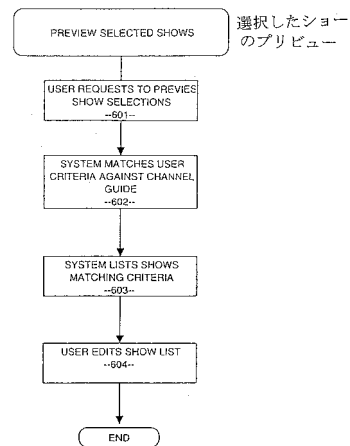 PREVIEW SELECTED SHOWS
選択したショー
のプリビュー
USER REQUESTS TO PREVIES
SHOW SELECTIONS
--601--
SYSTEM MATCHES USER
CRITERIA AGAINST CHANNEL
GUIDE
--602--
SYSTEM LISTS SHOWS
MATCHING CRITERIA
--603--
USER EDITS SHOW LIST
--604--
END